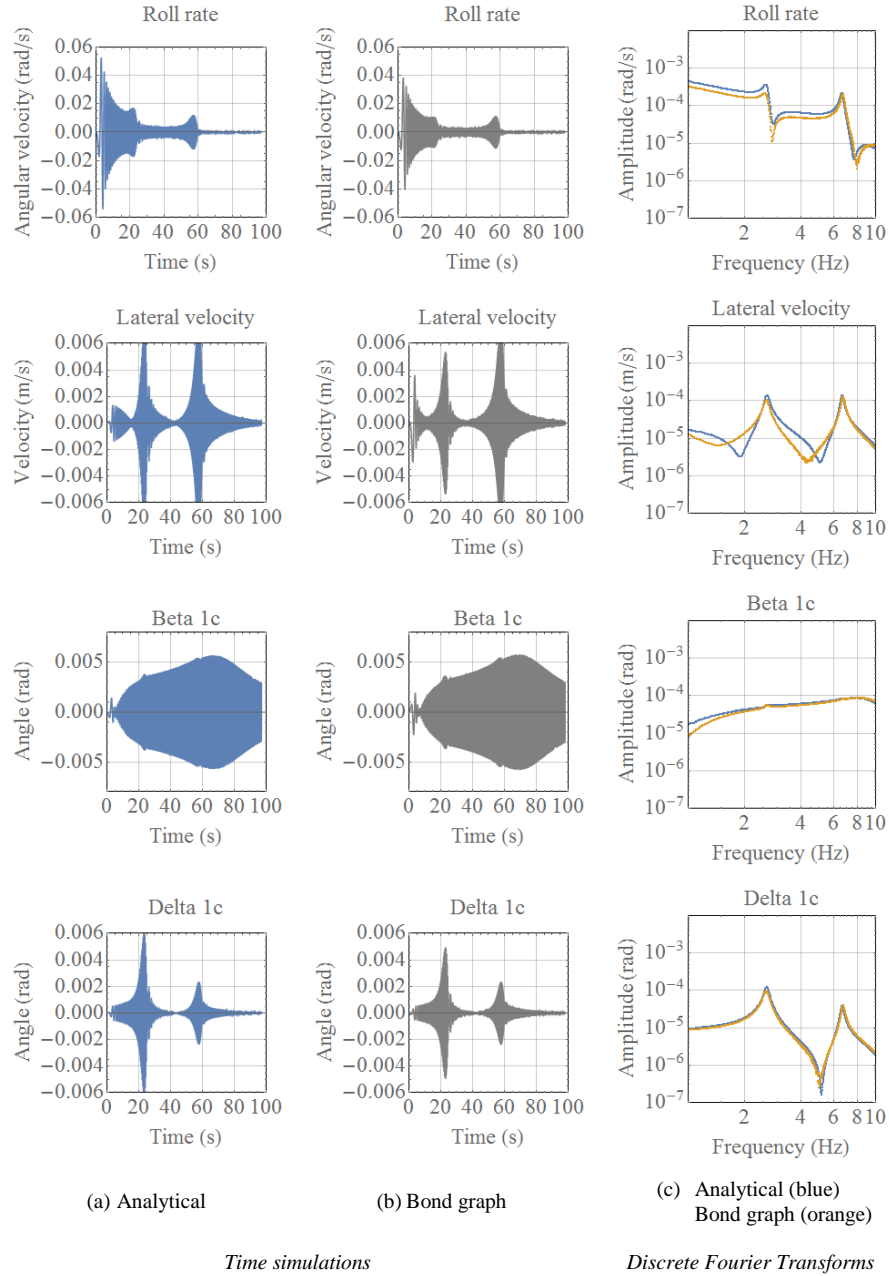 Roll rate
Angular velocity (rad/s)
0.06
0.04
0.02
0.00
−0.02
−0.04
−0.06
0 20 40 60 80 100
Time (s)
Roll rate
Angular velocity (rad/s)
0.06
0.04
0.02
0.00
−0.02
−0.04
−0.06
0 20 40 60 80 100
Time (s)
Roll rate
Amplitude (rad/s)
10⁻³
10⁻⁴
10⁻⁵
10⁻⁶
10⁻⁷
2 4 6 8 10
Frequency (Hz)
Lateral velocity
Velocity (m/s)
0.006
0.004
0.002
0.000
−0.002
−0.004
−0.006
0 20 40 60 80 100
Time (s)
Lateral velocity
Velocity (m/s)
0.006
0.004
0.002
0.000
−0.002
−0.004
−0.006
0 20 40 60 80 100
Time (s)
Lateral velocity
Amplitude (m/s)
10⁻³
10⁻⁴
10⁻⁵
10⁻⁶
10⁻⁷
2 4 6 8 10
Frequency (Hz)
Beta 1c
Angle (rad)
0.005
0.000
−0.005
0 20 40 60 80 100
Time (s)
Beta 1c
Angle (rad)
0.005
0.000
−0.005
0 20 40 60 80 100
Time (s)
Beta 1c
Amplitude (rad)
10⁻³
10⁻⁴
10⁻⁵
10⁻⁶
10⁻⁷
2 4 6 8 10
Frequency (Hz)
Delta 1c
Angle (rad)
0.006
0.004
0.002
0.000
−0.002
−0.004
−0.006
0 20 40 60 80 100
Time (s)
Delta 1c
Angle (rad)
0.006
0.004
0.002
0.000
−0.002
−0.004
−0.006
0 20 40 60 80 100
Time (s)
Delta 1c
Amplitude (rad)
10⁻³
10⁻⁴
10⁻⁵
10⁻⁶
10⁻⁷
2 4 6 8 10
Frequency (Hz)
(a) Analytical
(b) Bond graph
(c) Analytical (blue)
Bond graph (orange)
Time simulations
Discrete Fourier Transforms